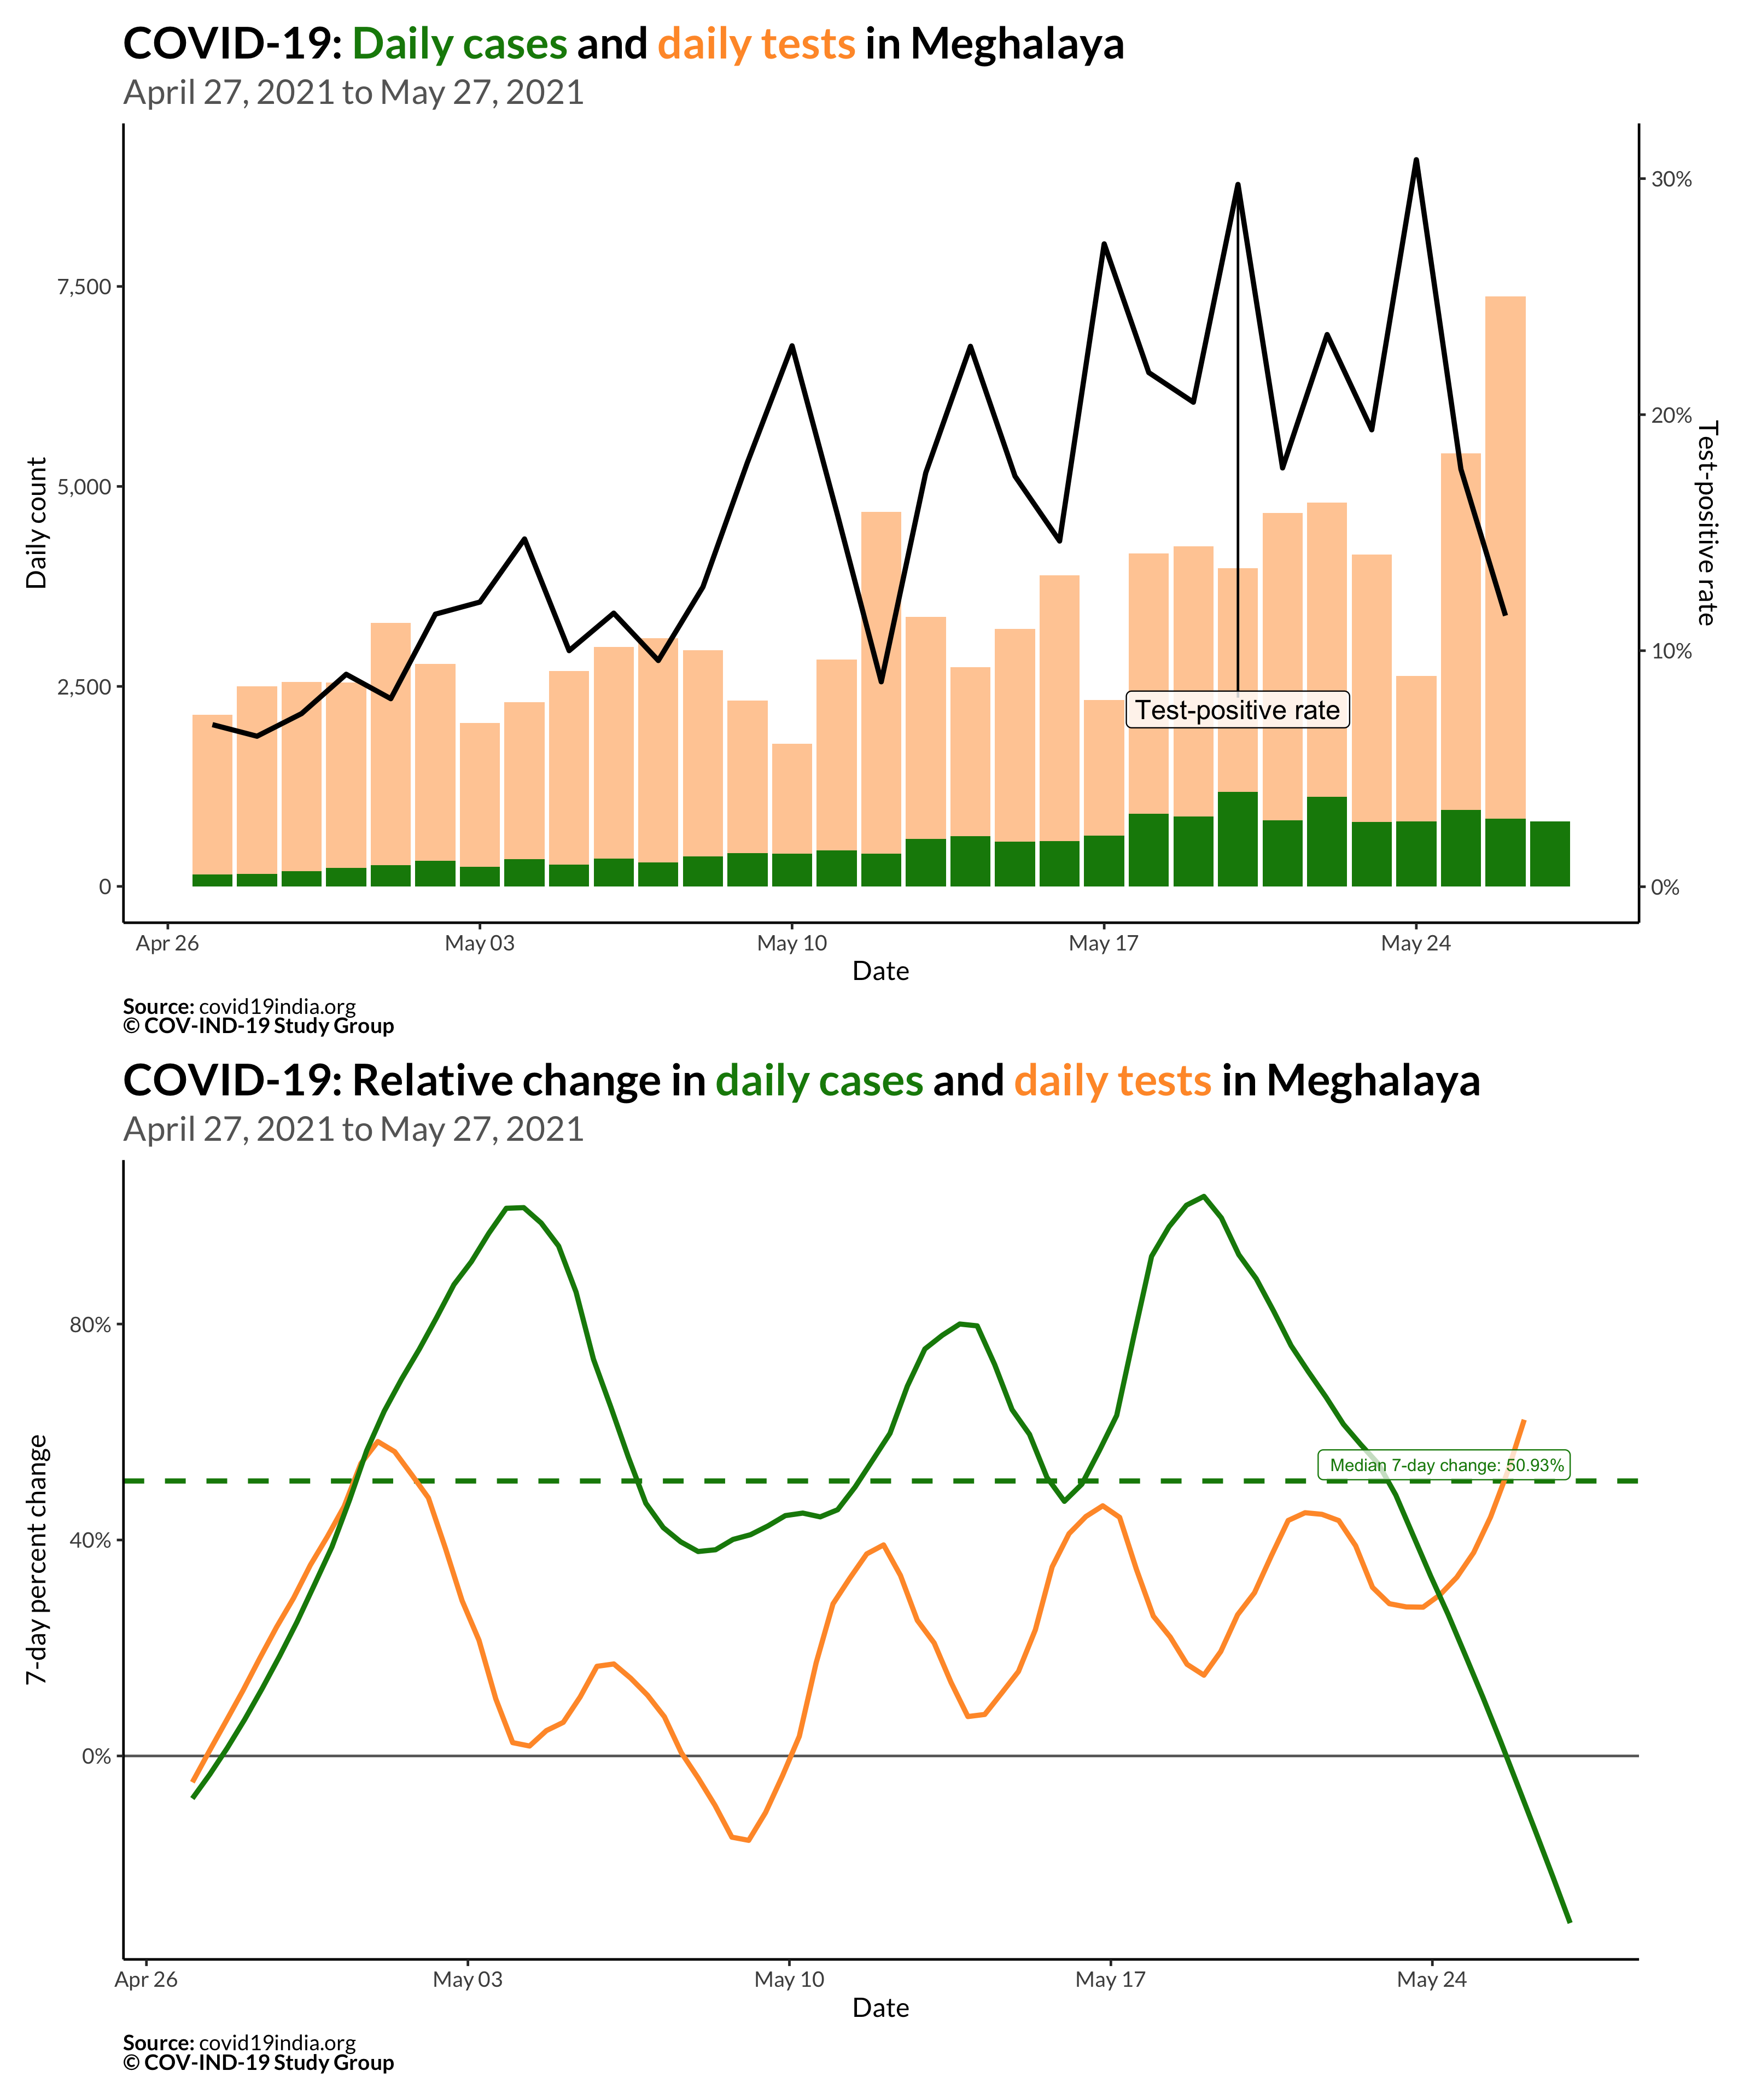 COVID-19: Daily cases and daily tests in Meghalaya
April 27, 2021 to May 27, 2021
Daily count
7,500
5,000
2,500
0
30%
20%
10%
0%
Test-positive rate
Test-positive rate
Apr 26
May 03
May 10
May 17
May 24
Date
Source: covid19india.org
© COV-IND-19 Study Group
COVID-19: Relative change in daily cases and daily tests in Meghalaya
April 27, 2021 to May 27, 2021
7-day percent change
80%
40%
0%
Median 7-day change: 50.93%
Apr 26
May 03
May 10
May 17
May 24
Date
Source: covid19india.org
© COV-IND-19 Study Group